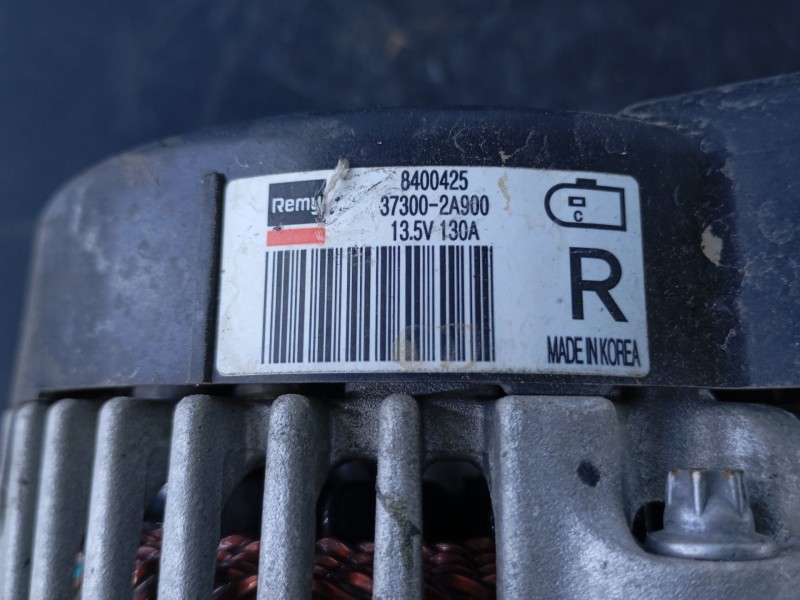 Remy
8400425
37300-2A900
13.5V 130A
C
R
MADE IN KOREA